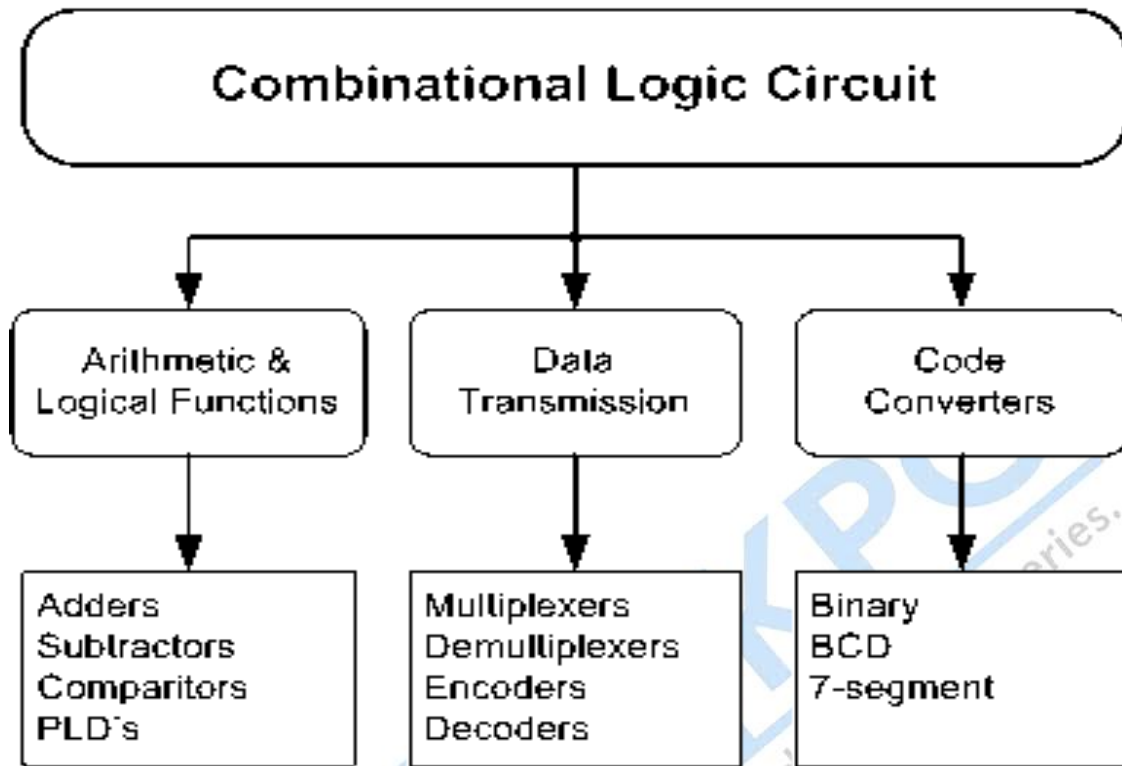 Combinational Logic Circuit
Arithmetic &
Logical Functions
Data
Transmission
Code
Converters
Adders
Subtractors
Comparitors
PLD`s
Multiplexers
Demultiplexers
Encoders
Decoders
Binary
BCD
7-segment